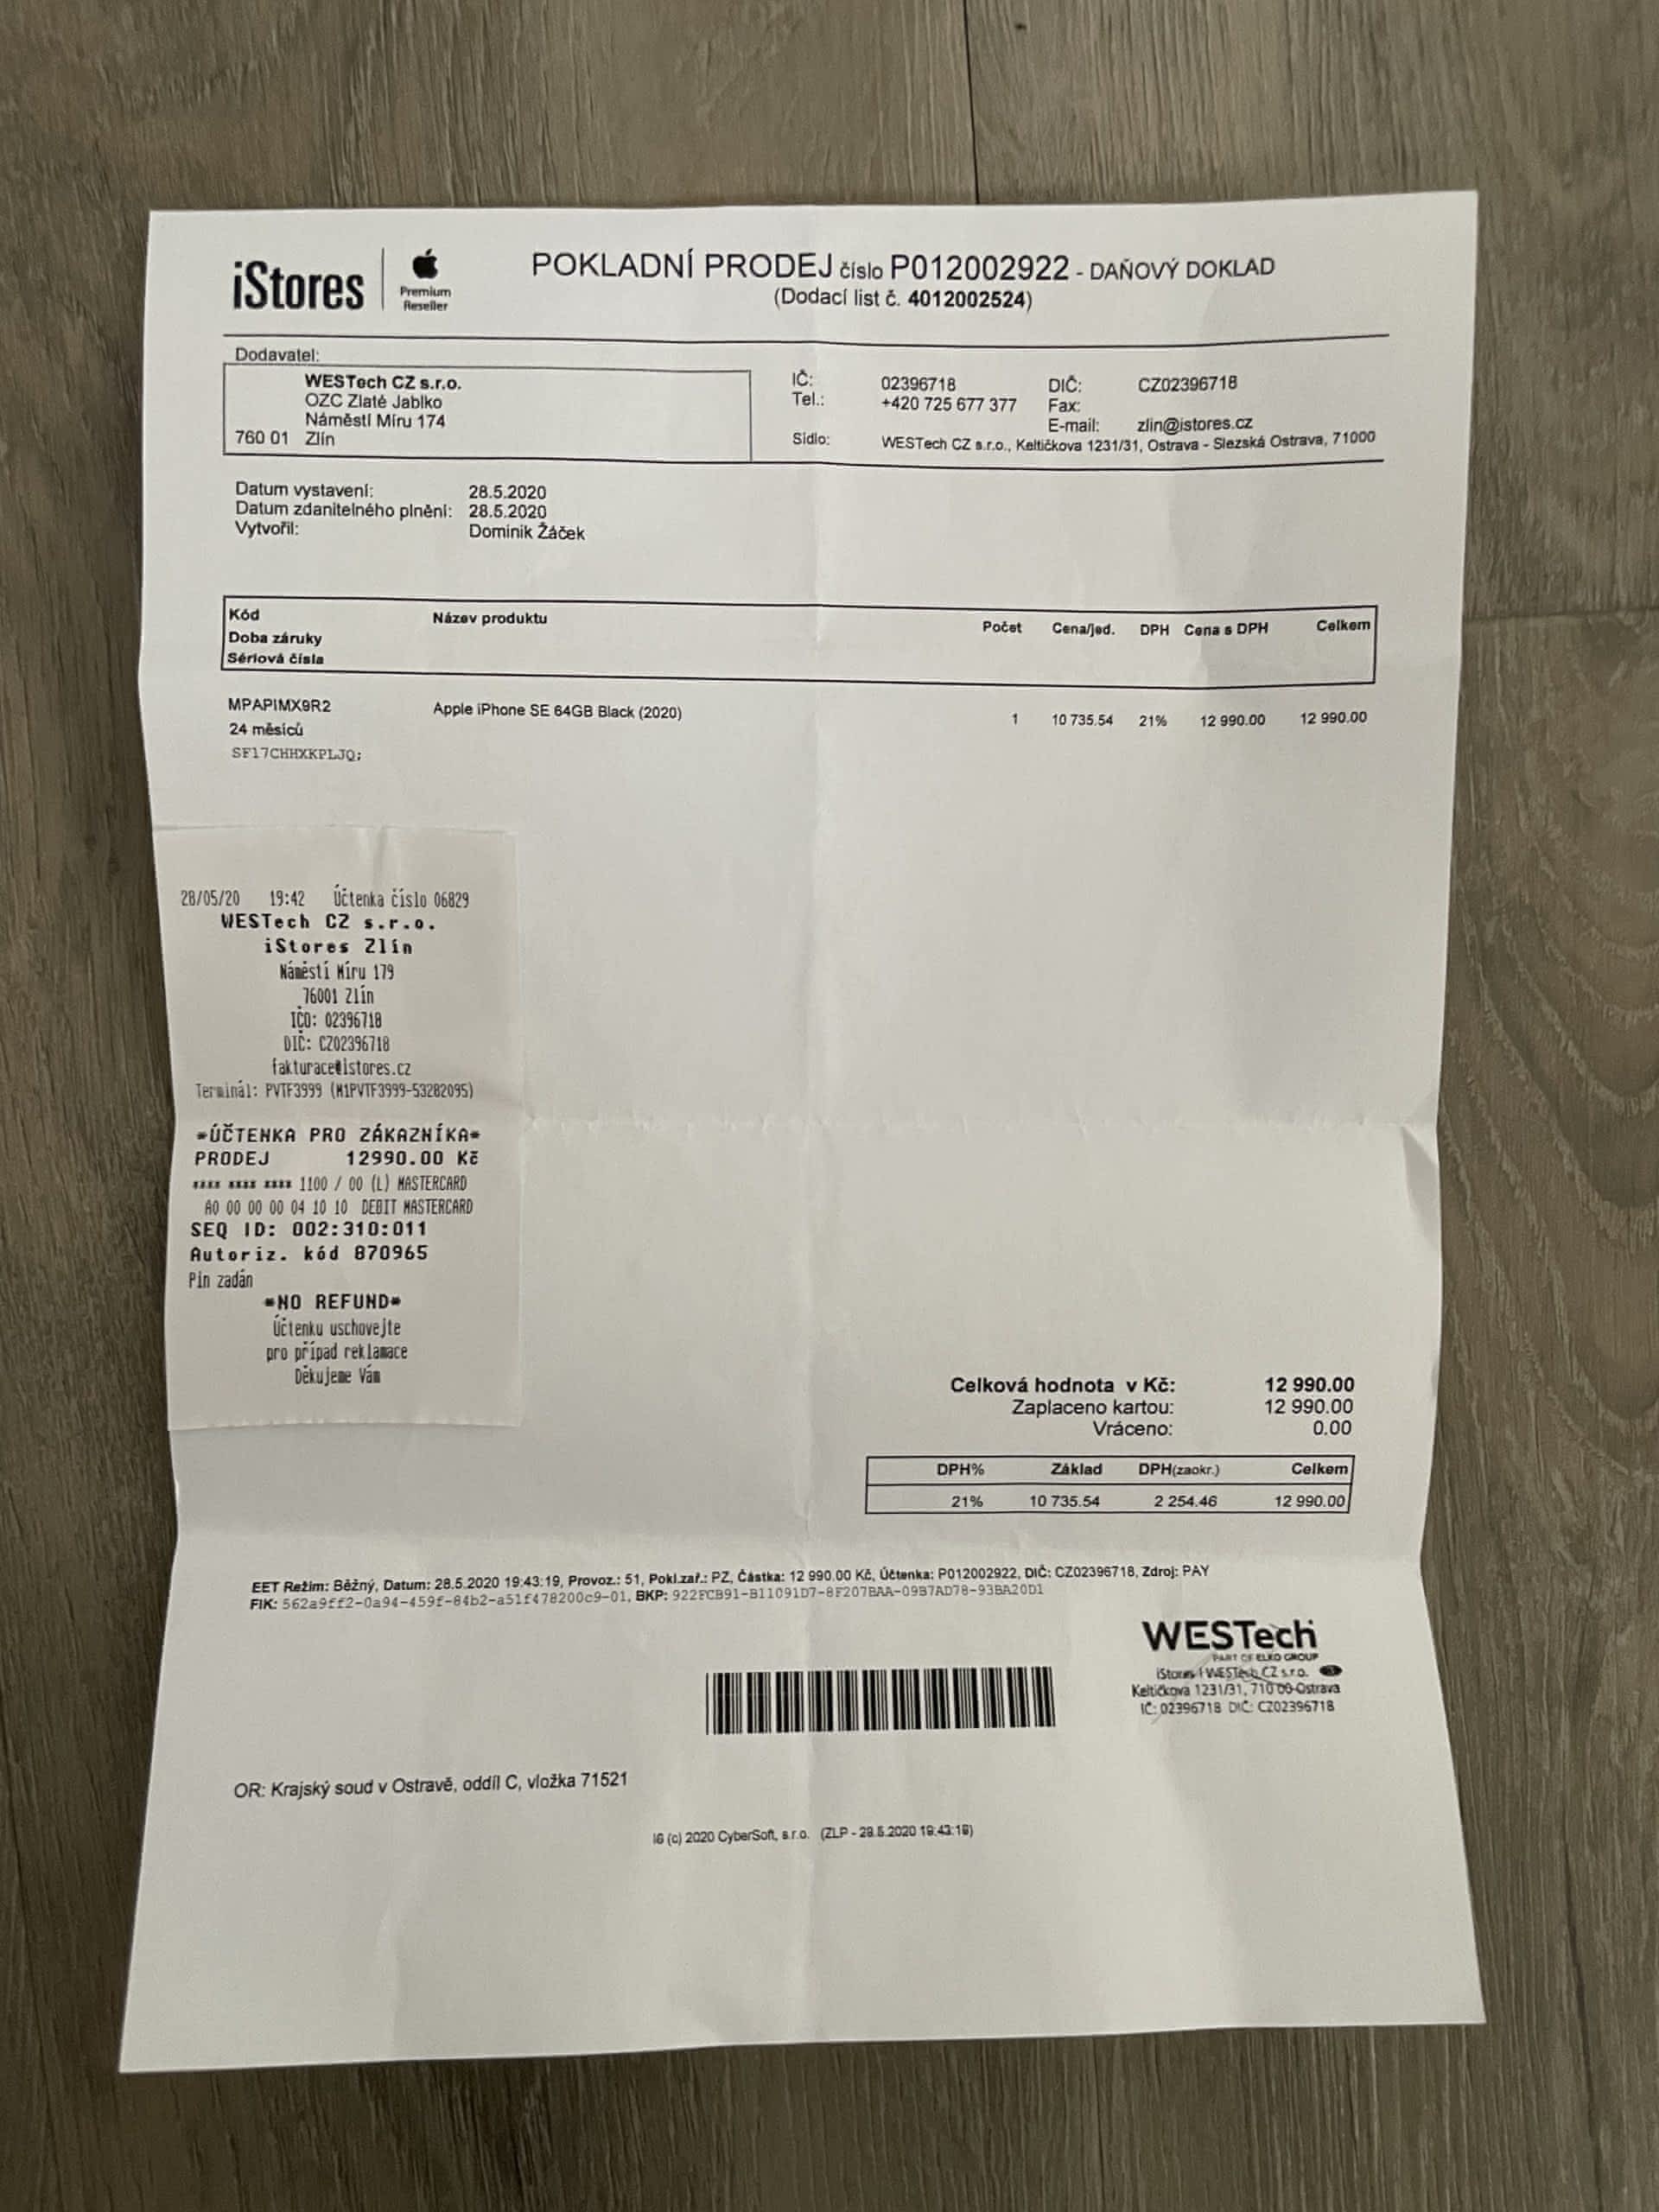 iStores
Premium
Reseller
POKLADNÍ PRODEJ číslo P012002922 - DAŇOVÝ DOKLAD
(Dodací list č. 4012002524)
Dodavatel:
WESTech CZ s.r.o.
OZC Zlaté Jablko
Náměstí Míru 174
760 01 Zlín
IČ: 02396718 DIČ: CZ02396718
Tel.: +420 725 677 377 Fax:
E-mail: zlin@istores.cz
Sídlo: WESTech CZ s.r.o., Keltičkova 1231/31, Ostrava - Slezská Ostrava, 71000
Datum vystavení: 28.5.2020
Datum zdanitelného plnění: 28.5.2020
Vytvořil: Dominik Žáček
Kód Název produktu Počet Cena/jed. DPH Cena s DPH Celkem
Doba záruky
Sériová čísla
MPAPIMX9R2 Apple iPhone SE 64GB Black (2020) 1 10 735.54 21% 12 990.00 12 990.00
24 měsíců
SF17CHHXKPLJQ;
28/05/20 19:42 Účtenka číslo 06829
WESTech CZ s.r.o.
iStores Zlín
Náměstí Míru 179
76001 Zlín
IČO: 02396718
DIČ: CZ02396718
fakturace@istores.cz
Terminál: PVTF3999 (M1PVTF3999-53282095)
*ÚČTENKA PRO ZÁKAZNÍKA*
PRODEJ 12990.00 Kč
**** **** **** 1100 / 00 (L) MASTERCARD
A0 00 00 00 04 10 10 DEBIT MASTERCARD
SEQ ID: 002:310:011
Autoriz. kód 870965
Pin zadán
*NO REFUND*
Účtenku uschovejte
pro případ reklamace
Děkujeme Vám
Celková hodnota v Kč: 12 990.00
Zaplaceno kartou: 12 990.00
Vráceno: 0.00
DPH% Základ DPH(zaokr.) Celkem
21% 10 735.54 2 254.46 12 990.00
EET Režim: Běžný, Datum: 28.5.2020 19:43:19, Provoz.: 51, Pokl.zař.: PZ, Částka: 12 990.00 Kč, Účtenka: P012002922, DIČ: CZ02396718, Zdroj: PAY
FIK: 562a9ff2-0a94-459f-84b2-a51f478200c9-01, BKP: 922FCB91-B11091D7-8F207BAA-09B7AD78-93BA20D1
WESTech
PART OF ELKO GROUP
iStores I WESTech CZ s.r.o.
Keltičkova 1231/31, 710 00 Ostrava
IČ: 02396718 DIČ: CZ02396718
OR: Krajský soud v Ostravě, oddíl C, vložka 71521
IG (c) 2020 CyberSoft, s.r.o. (ZLP - 28.5.2020 19:43:19)